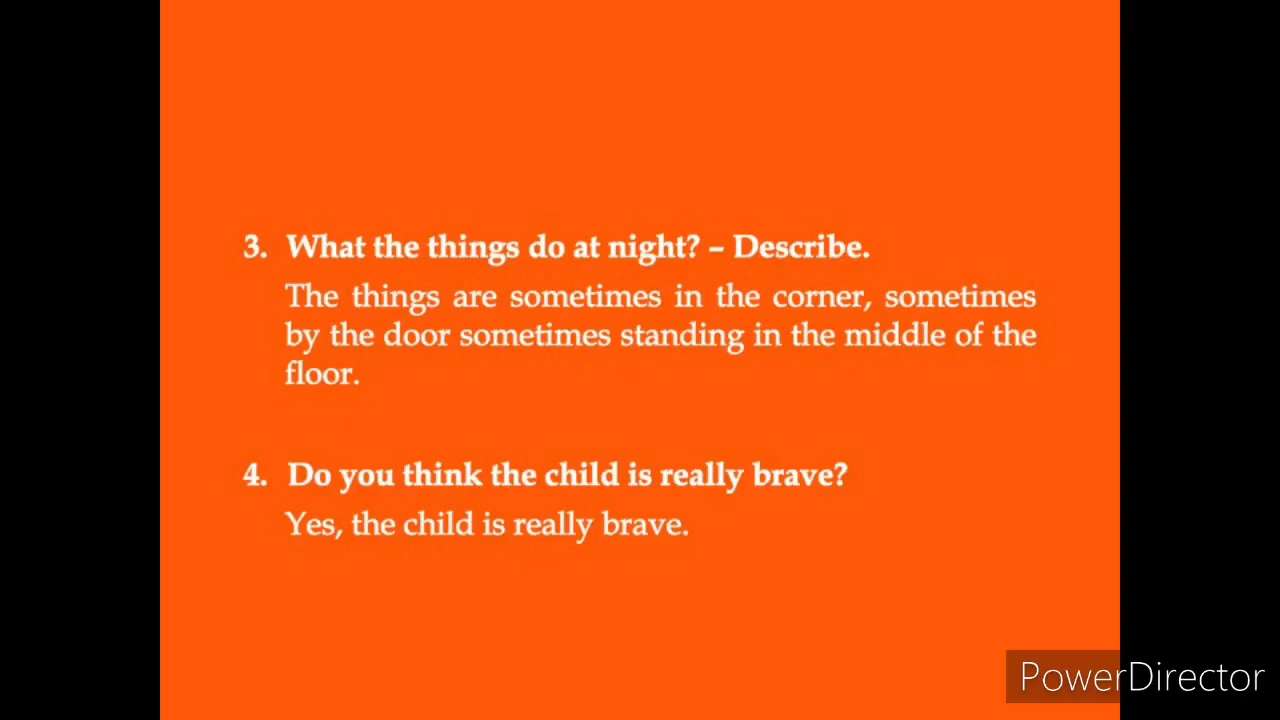 3. What the things do at night? – Describe.
The things are sometimes in the corner, sometimes
by the door sometimes standing in the middle of the
floor.
4. Do you think the child is really brave?
Yes, the child is really brave.
PowerDirector